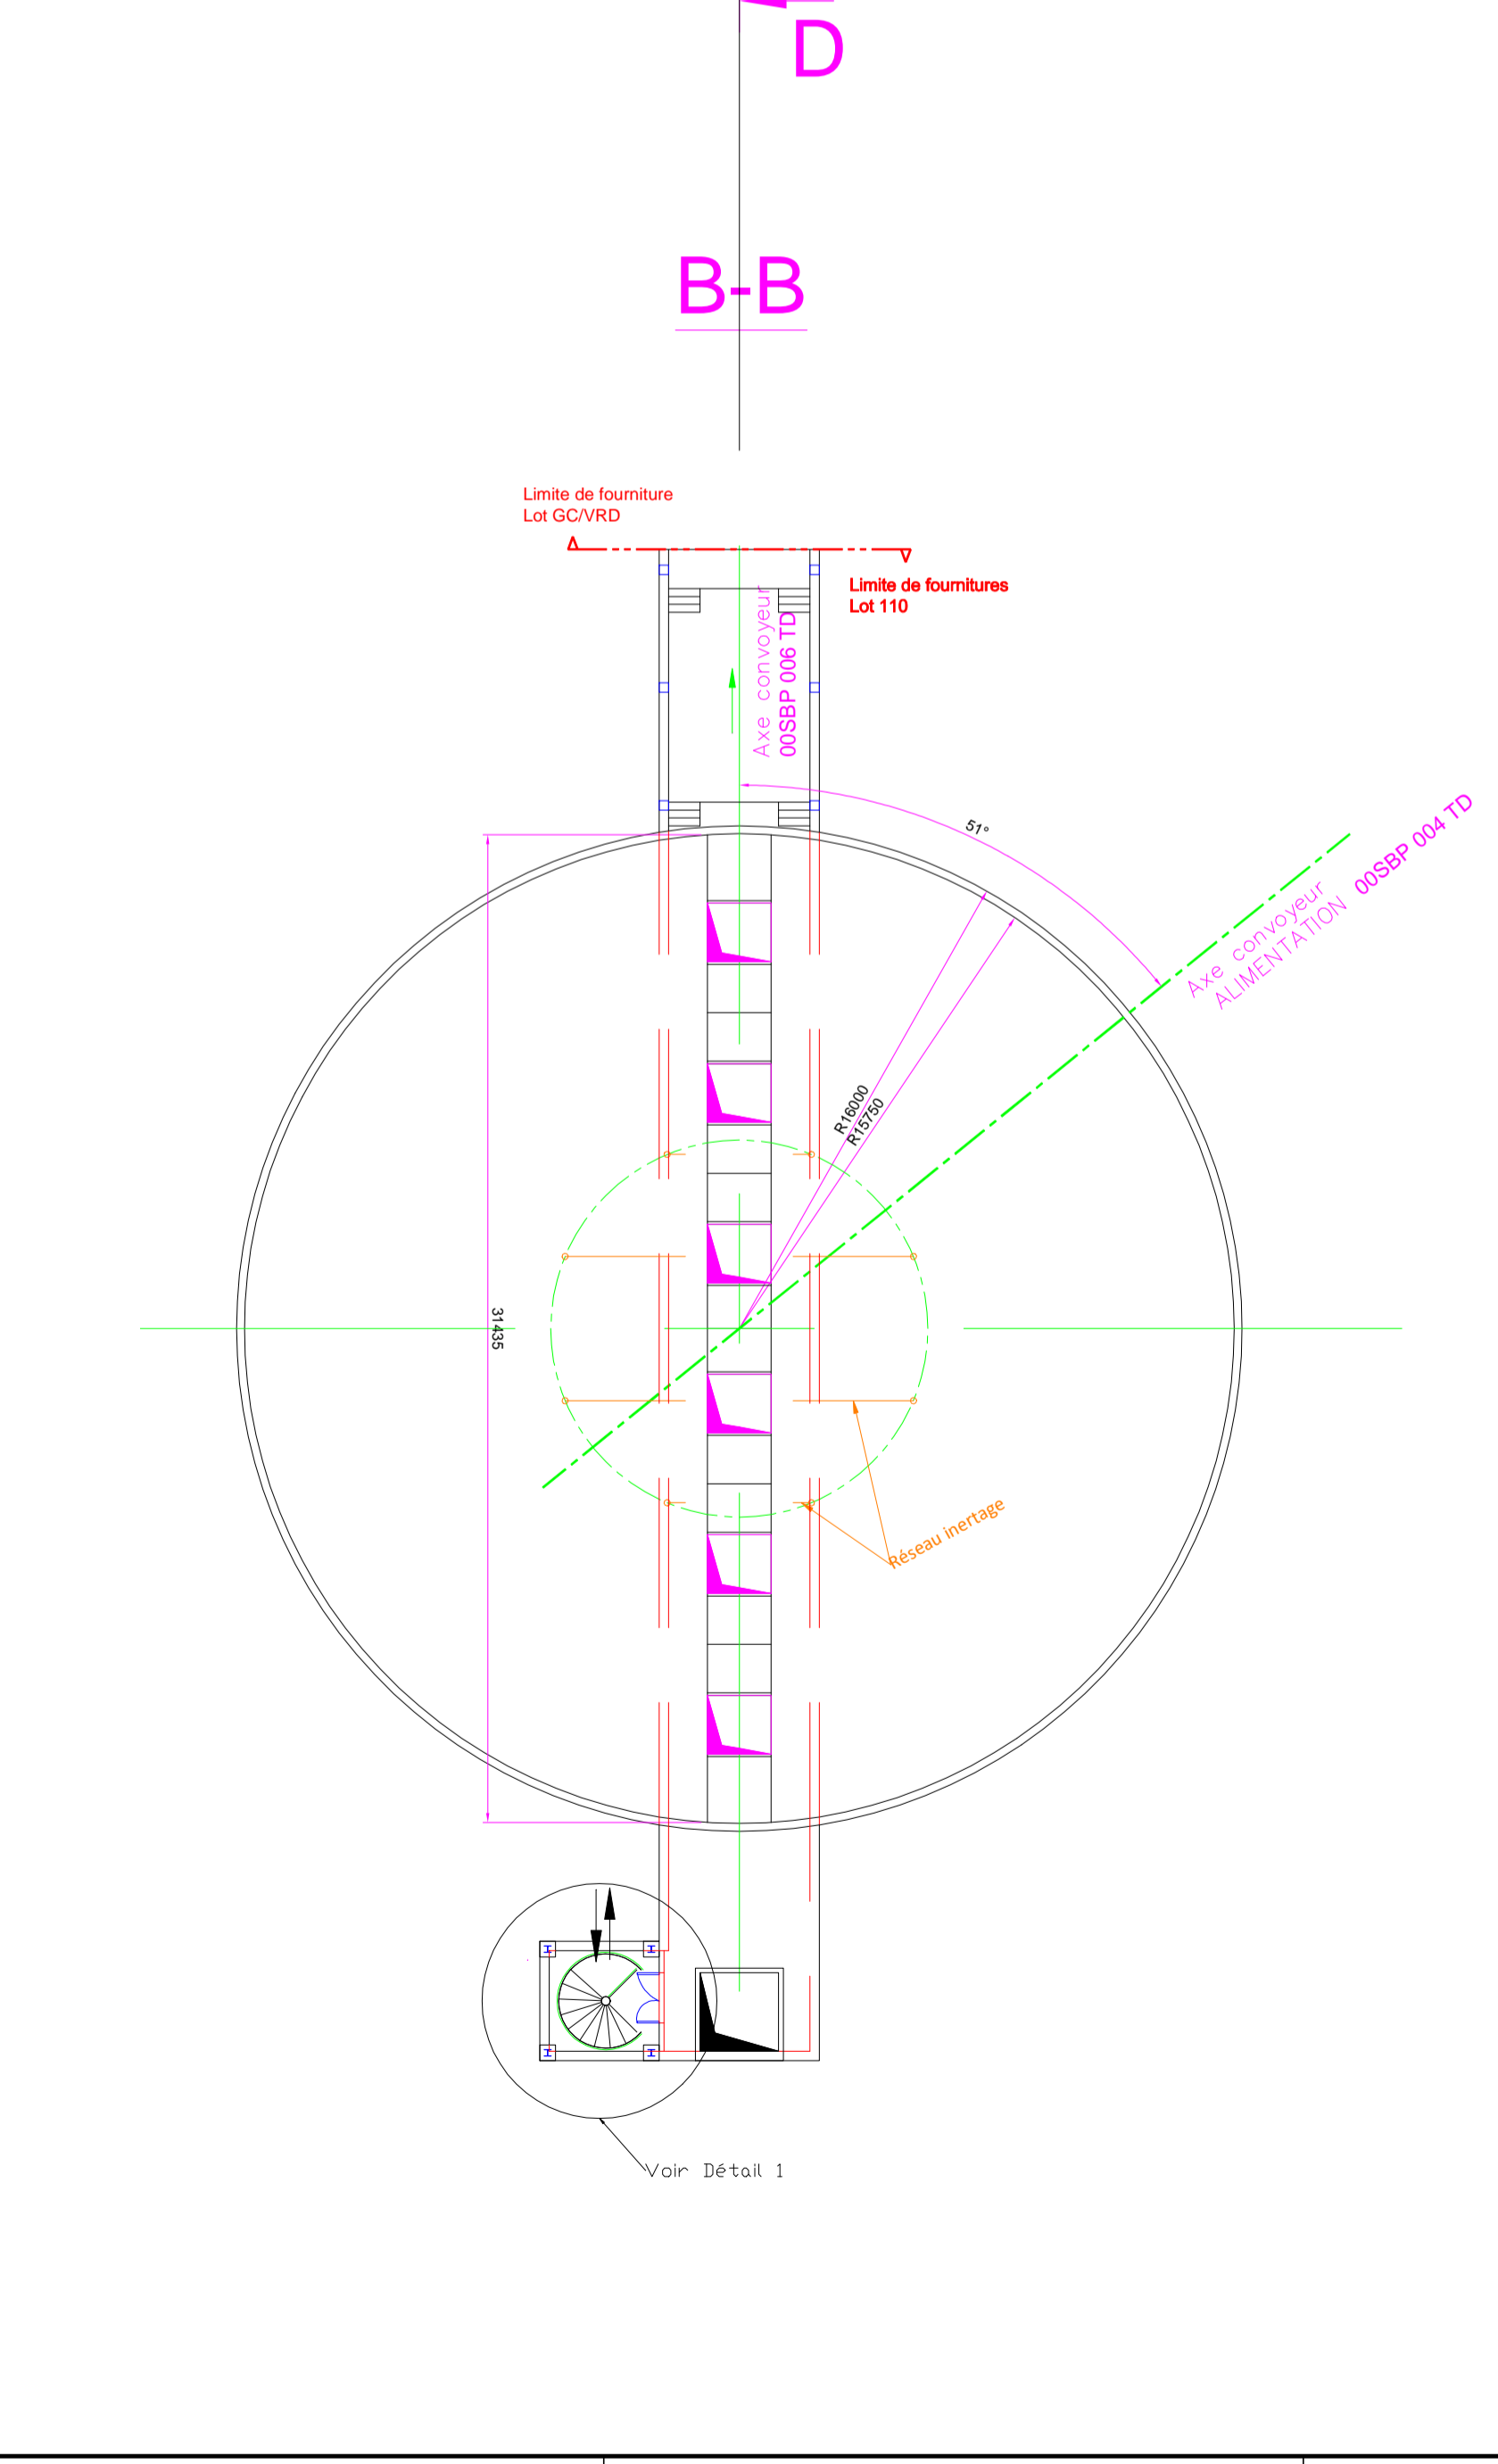 D
B-B
Limite de fourniture
Lot GC/VRD
Limite de fournitures
Lot 110
Axe convoyeur
00SBP 006 TD
51°
Axe convoyeur
ALIMENTATION 00SBP 004 TD
R16000
R15750
31435
Réseau inertage
Voir Détail 1